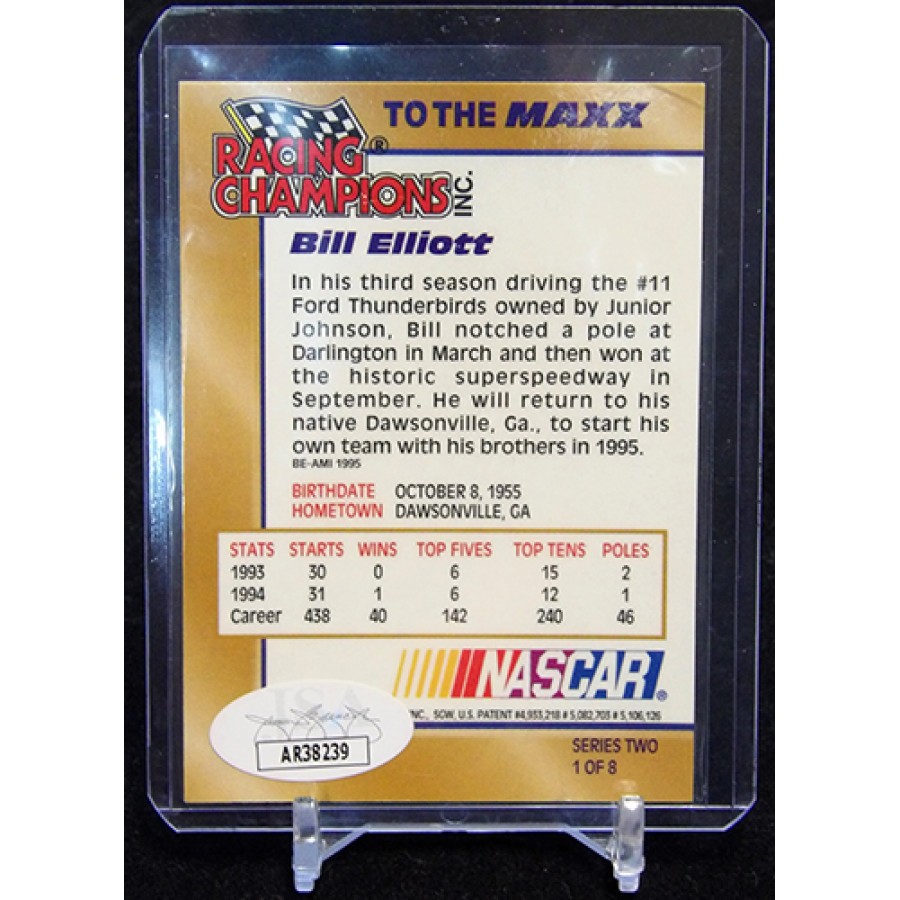 TO THE MAXX
RACING ®
CHAMPIONS INC.
Bill Elliott
In his third season driving the #11
Ford Thunderbirds owned by Junior
Johnson, Bill notched a pole at
Darlington in March and then won at
the historic superspeedway in
September. He will return to his
native Dawsonville, Ga., to start his
own team with his brothers in 1995.
BE-AMI 1995
BIRTHDATE OCTOBER 8, 1955
HOMETOWN DAWSONVILLE, GA
STATS STARTS WINS TOP FIVES TOP TENS POLES
1993 30 0 6 15 2
1994 31 1 6 12 1
Career 438 40 142 240 46
NASCAR®
INC., SGW, U.S. PATENT #4,933,218 # 5,082,703 # 5,106,126
JSA
AR38239
SERIES TWO
1 OF 8